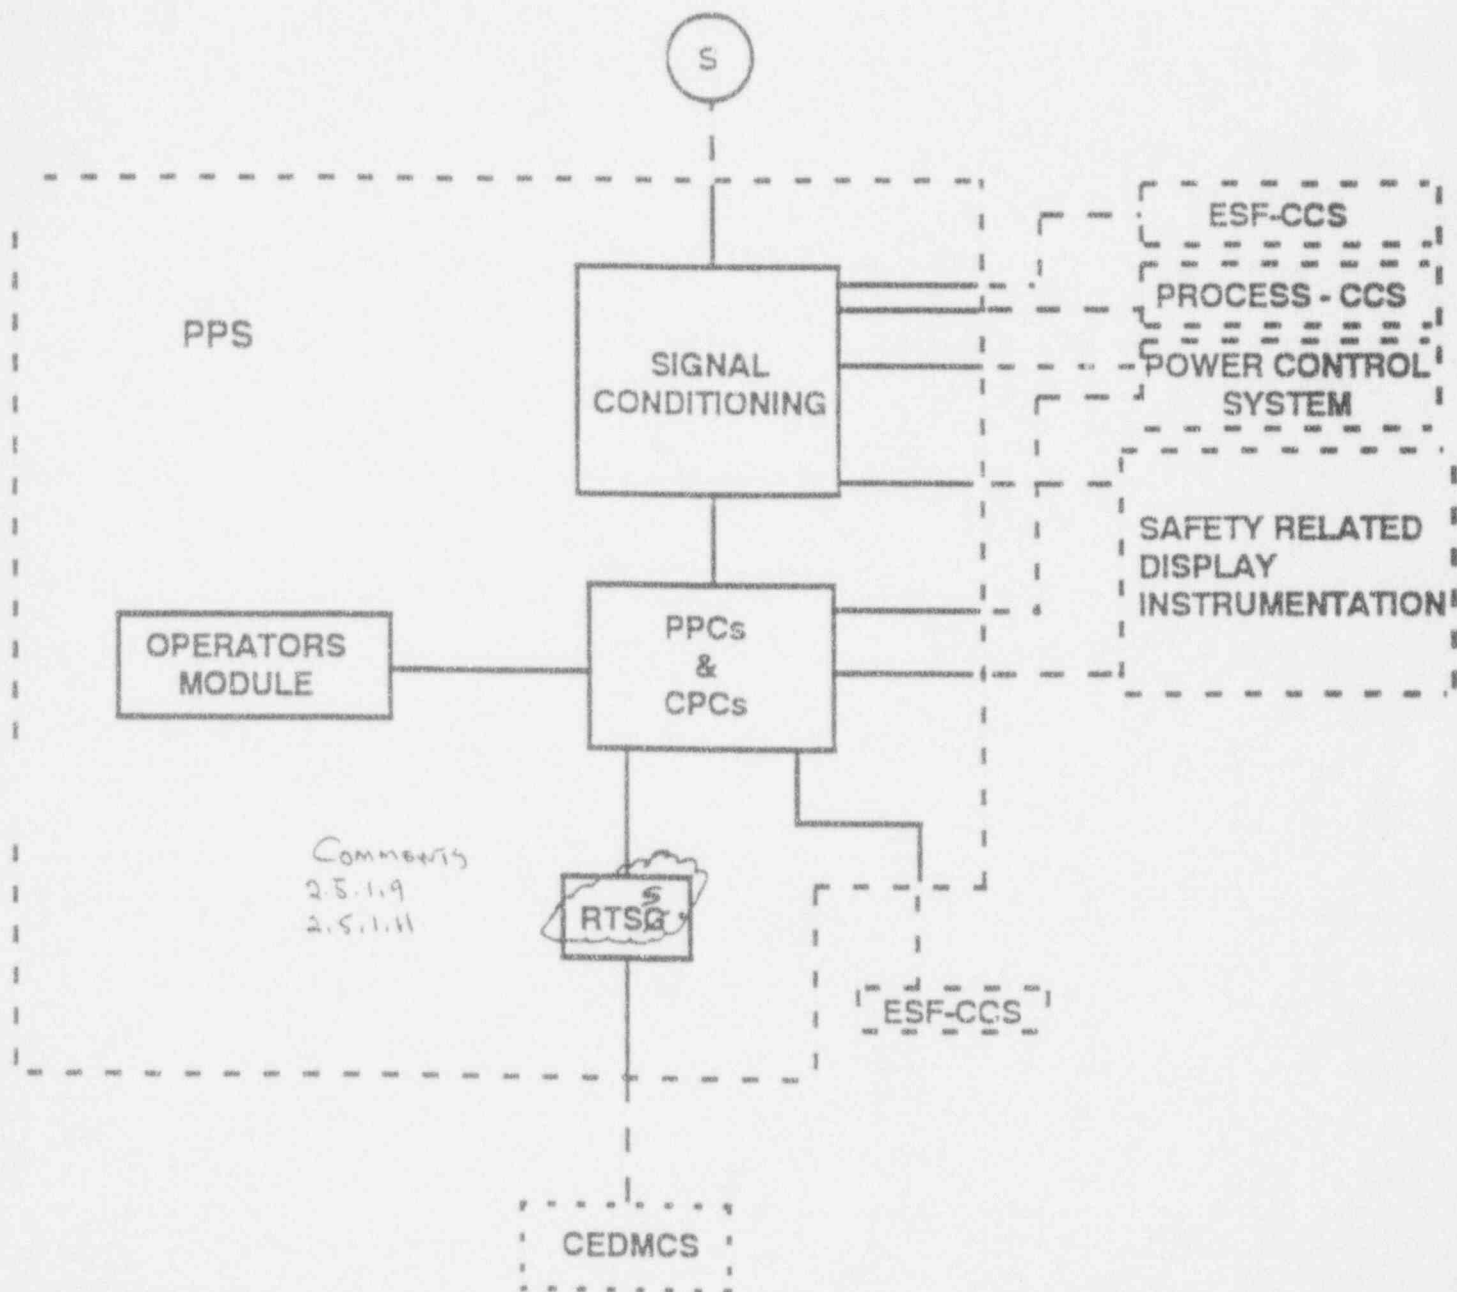 S
ESF-CCS
PROCESS - CCS
POWER CONTROL
SYSTEM
PPS
SIGNAL
CONDITIONING
SAFETY RELATED
DISPLAY
INSTRUMENTATION
OPERATORS
MODULE
PPCs
&
CPCs
Comments
2.5.1.9
2.5.1.11
S
RTSG
ESF-CCS
CEDMCS